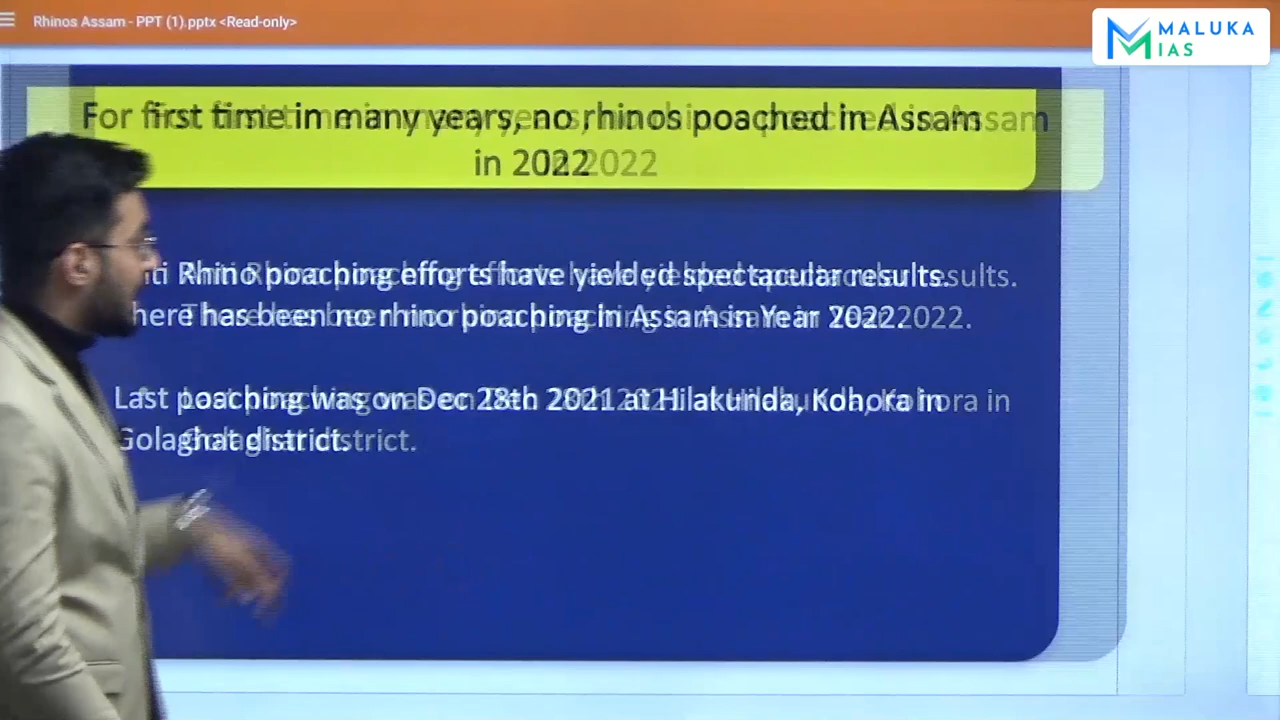 Rhinos Assam - PPT (1).pptx <Read-only>
MALUKA
IAS
For first time in many years, no rhinos poached in Assam
in 2022
Anti Rhino poaching efforts have yielded spectacular results.
There has been no rhino poaching in Assam in Year 2022.
Last poaching was on Dec 28th 2021 at Hilakunda, Kohora in
Golaghat district.